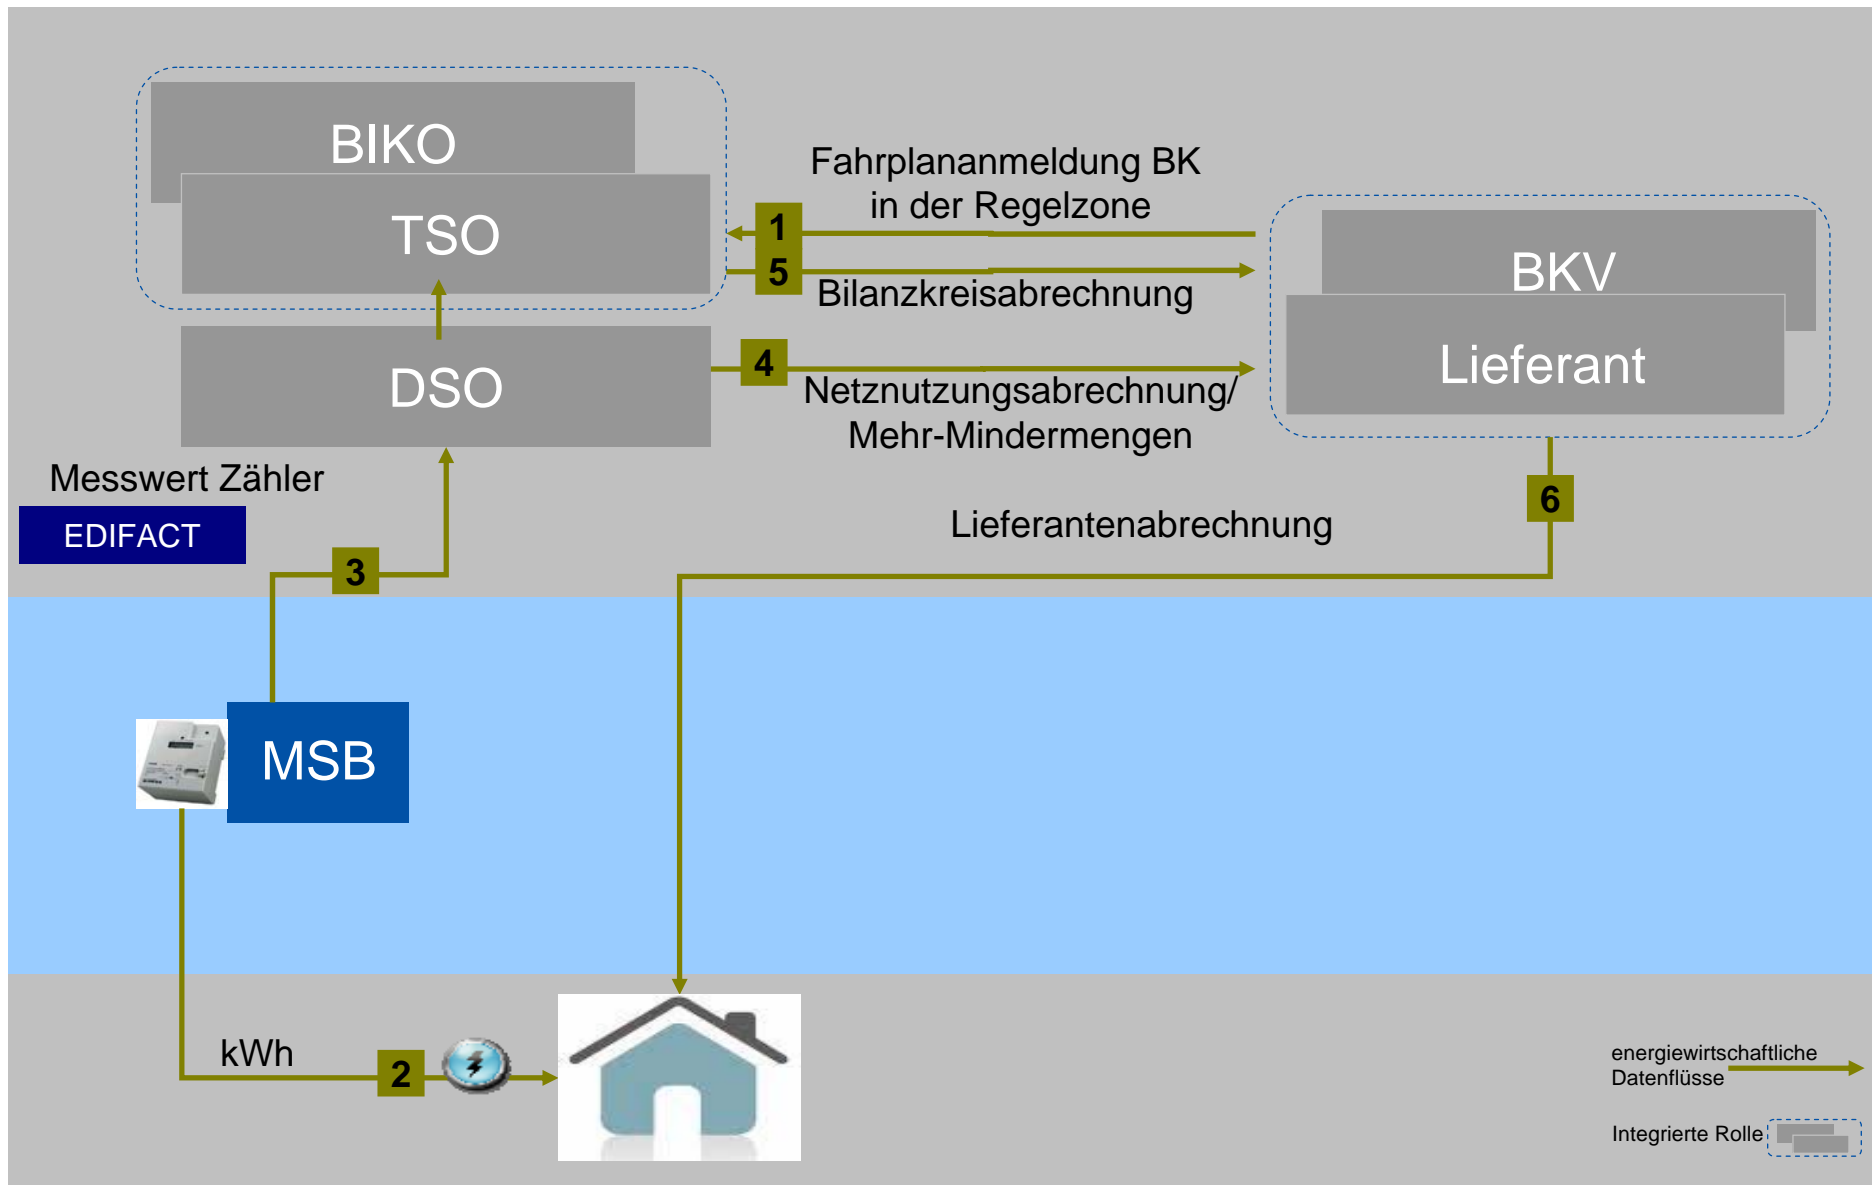 BIKO
TSO
Fahrplananmeldung BK
in der Regelzone
1
5
Bilanzkreisabrechnung
BKV
Lieferant
DSO
4
Netznutzungsabrechnung/
Mehr-Mindermengen
Messwert Zähler
EDIFACT
3
6
Lieferantenabrechnung
MSB
kWh
2
energiewirtschaftliche
Datenflüsse
Integrierte Rolle